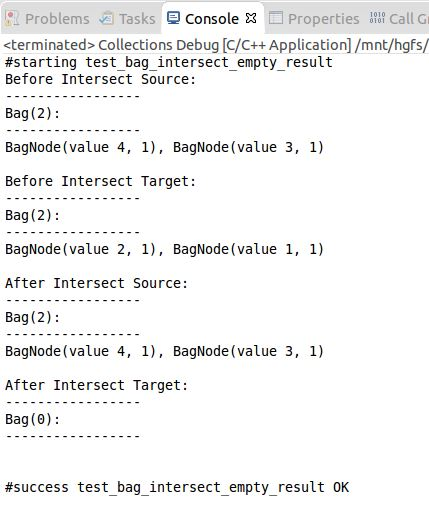 Problems Tasks Console Properties Call Gr
<terminated> Collections Debug [C/C++ Application] /mnt/hgfs/
#starting test_bag_intersect_empty_result
Before Intersect Source:
-----------------
Bag(2):
-----------------
BagNode(value 4, 1), BagNode(value 3, 1)
Before Intersect Target:
-----------------
Bag(2):
-----------------
BagNode(value 2, 1), BagNode(value 1, 1)
After Intersect Source:
-----------------
Bag(2):
-----------------
BagNode(value 4, 1), BagNode(value 3, 1)
After Intersect Target:
-----------------
Bag(0):
-----------------
#success test_bag_intersect_empty_result OK